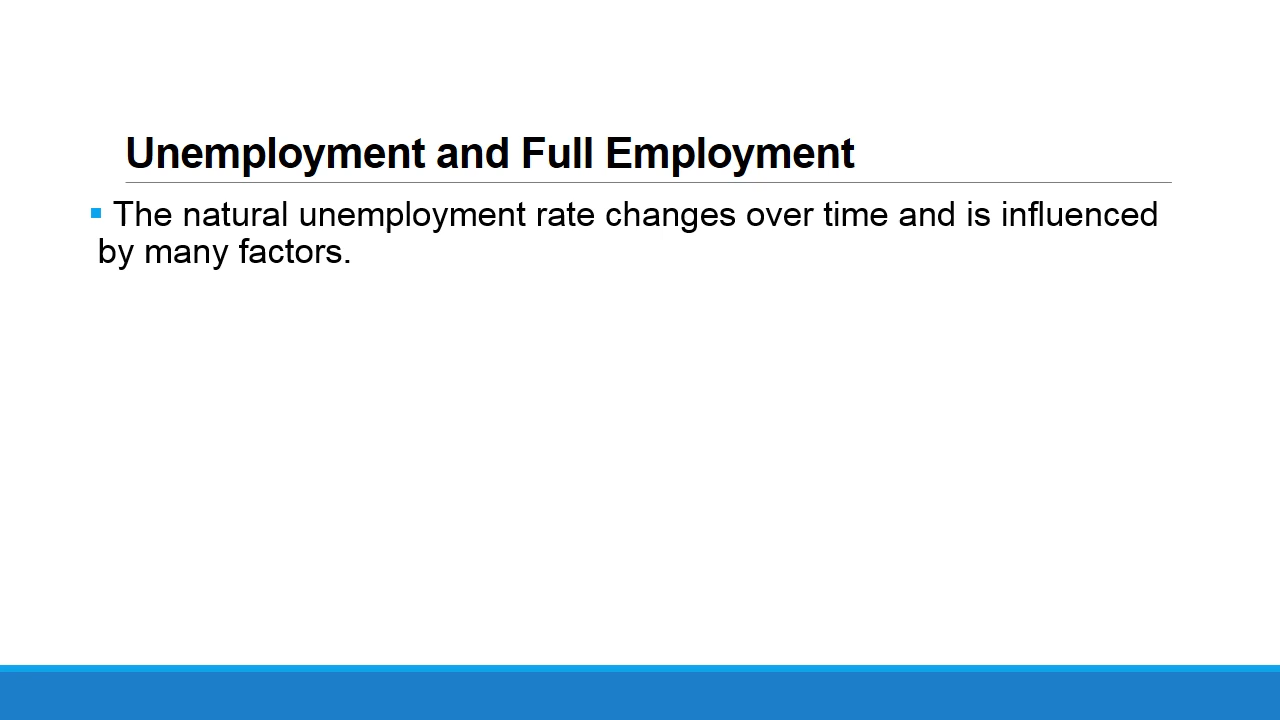 Unemployment and Full Employment
▪ The natural unemployment rate changes over time and is influenced
by many factors.